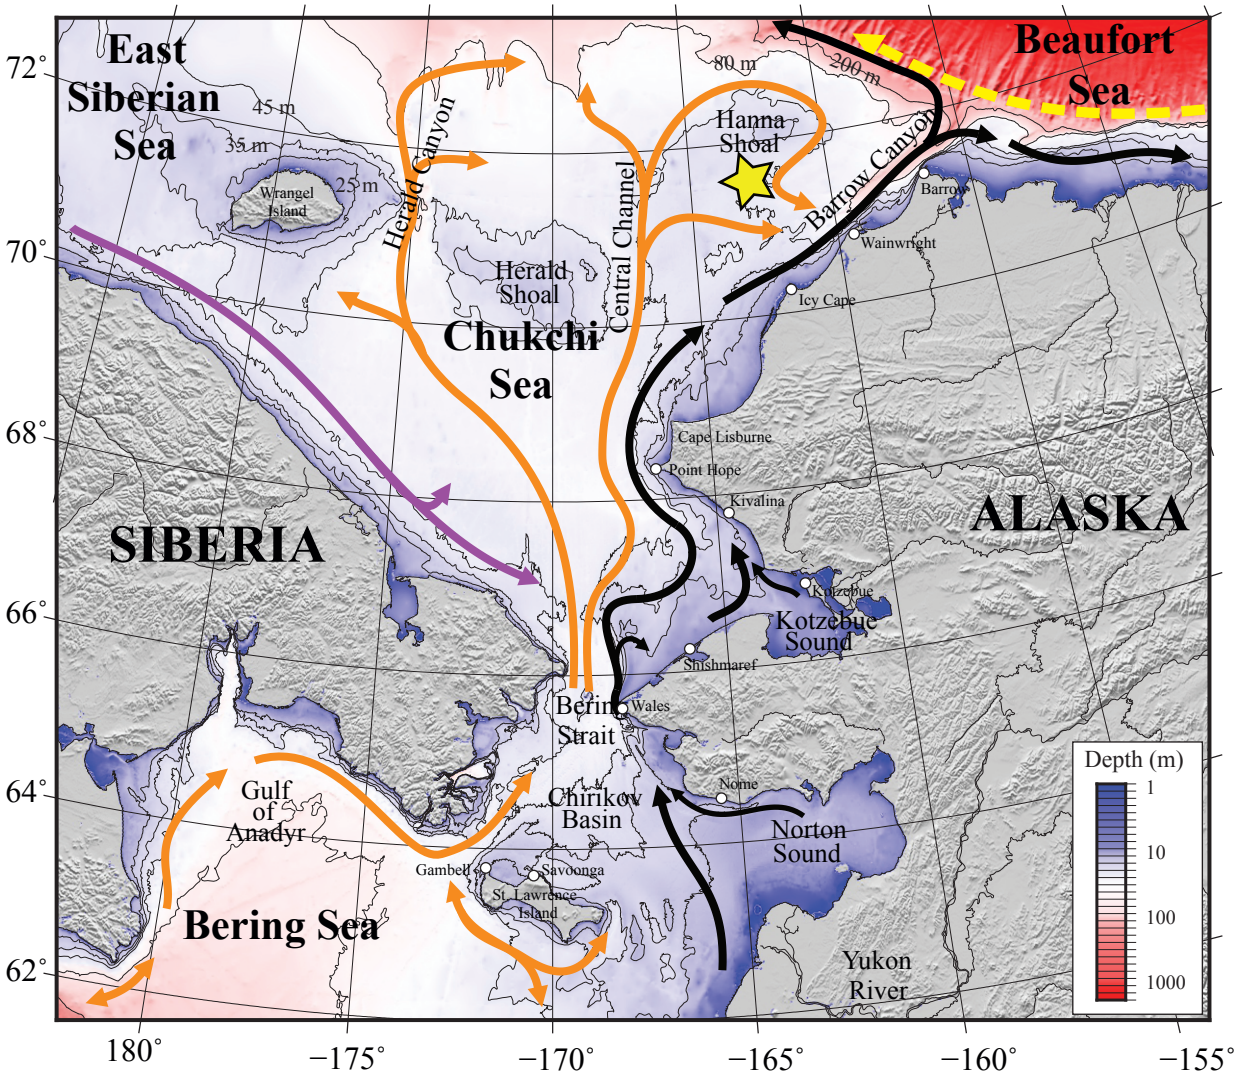 East
Siberian
Sea
Beaufort
Sea
72°
70°
68°
66°
64°
62°
45 m
35 m
25 m
80 m
200 m
Wrangel
Island
Herald Canyon
Hanna
Shoal
Barrow Canyon
Central Channel
Herald
Shoal
Chukchi
Sea
Barrow
Wainwright
Icy Cape
Cape Lisburne
Point Hope
Kivalina
SIBERIA
ALASKA
Kotzebue
Kotzebue
Sound
Shishmaref
Berin
Strait
Wales
Nome
Gulf
of
Anadyr
Chirikov
Basin
Norton
Sound
Gambell
Savoonga
St. Lawrence
Island
Bering Sea
Yukon
River
Depth (m)
1
10
100
1000
180°
−175°
−170°
−165°
−160°
−155°